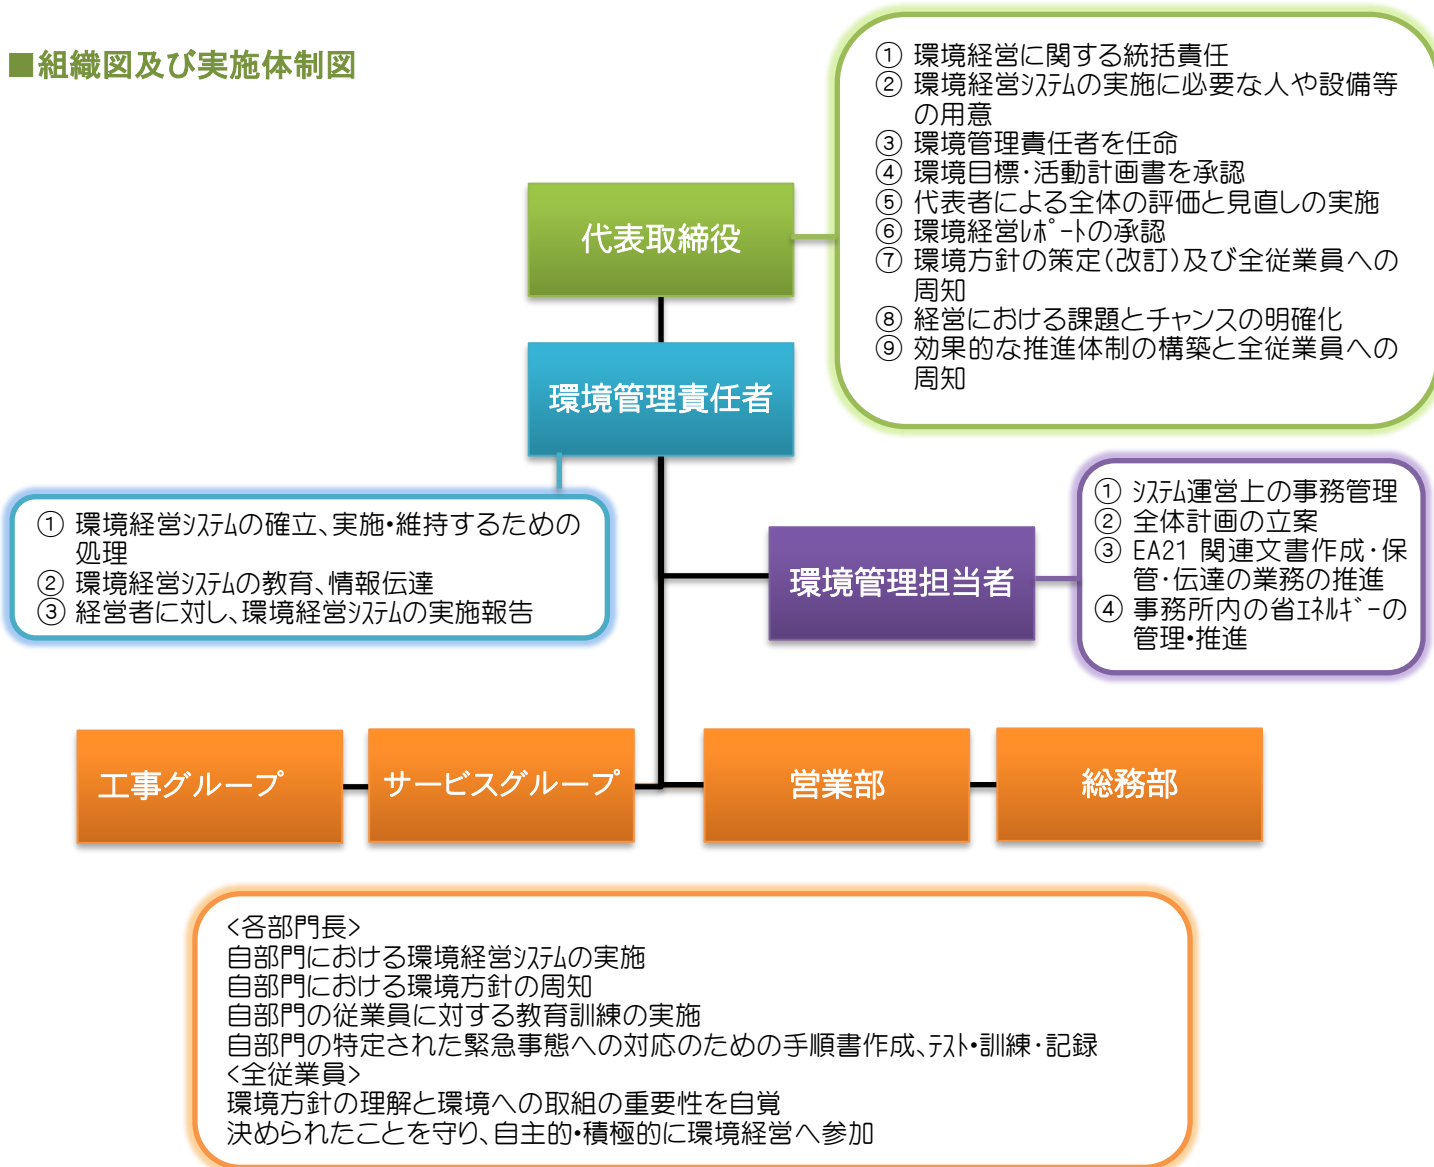 ■組織図及び実施体制図
① 環境経営に関する統括責任
② 環境経営ｼｽﾃﾑの実施に必要な人や設備等
の用意
③ 環境管理責任者を任命
④ 環境目標・活動計画書を承認
⑤ 代表者による全体の評価と見直しの実施
⑥ 環境経営ﾚﾎﾟｰﾄの承認
⑦ 環境方針の策定(改訂)及び全従業員への
周知
⑧ 経営における課題とチャンスの明確化
⑨ 効果的な推進体制の構築と全従業員への
周知
代表取締役
環境管理責任者
① 環境経営ｼｽﾃﾑの確立、実施・維持するための
処理
② 環境経営ｼｽﾃﾑの教育、情報伝達
③ 経営者に対し、環境経営ｼｽﾃﾑの実施報告
環境管理担当者
① ｼｽﾃﾑ運営上の事務管理
② 全体計画の立案
③ EA21 関連文書作成・保
管・伝達の業務の推進
④ 事務所内の省ｴﾈﾙｷﾞｰの
管理・推進
工事グループ
サービスグループ
営業部
総務部
<各部門長>
自部門における環境経営ｼｽﾃﾑの実施
自部門における環境方針の周知
自部門の従業員に対する教育訓練の実施
自部門の特定された緊急事態への対応のための手順書作成、ﾃｽﾄ・訓練・記録
<全従業員>
環境方針の理解と環境への取組の重要性を自覚
決められたことを守り、自主的・積極的に環境経営へ参加